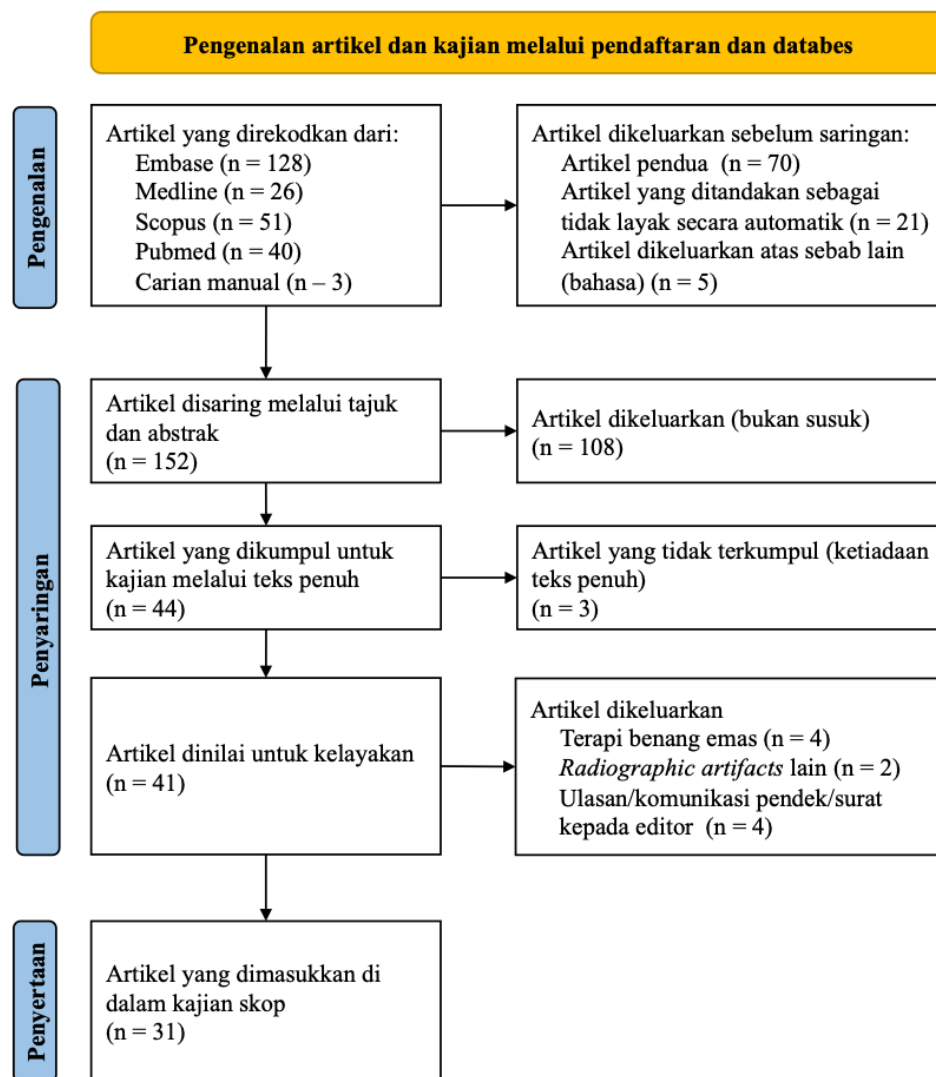 Pengenalan artikel dan kajian melalui pendaftaran dan databes
Pengenalan
Artikel yang direkodkan dari:
Embase (n = 128)
Medline (n = 26)
Scopus (n = 51)
Pubmed (n = 40)
Carian manual (n – 3)
Artikel dikeluarkan sebelum saringan:
Artikel pendua (n = 70)
Artikel yang ditandakan sebagai
tidak layak secara automatik (n = 21)
Artikel dikeluarkan atas sebab lain
(bahasa) (n = 5)
Penyaringan
Artikel disaring melalui tajuk
dan abstrak
(n = 152)
Artikel dikeluarkan (bukan susuk)
(n = 108)
Artikel yang dikumpul untuk
kajian melalui teks penuh
(n = 44)
Artikel yang tidak terkumpul (ketiadaan
teks penuh)
(n = 3)
Artikel dinilai untuk kelayakan
(n = 41)
Artikel dikeluarkan
Terapi benang emas (n = 4)
Radiographic artifacts lain (n = 2)
Ulasan/komunikasi pendek/surat
kepada editor (n = 4)
Penyertaan
Artikel yang dimasukkan di
dalam kajian skop
(n = 31)